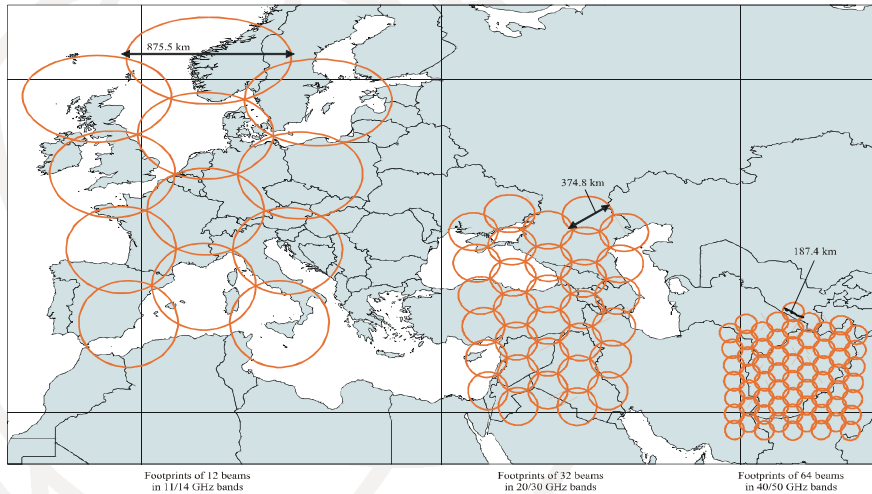 875.5 km
374.8 km
187.4 km
Footprints of 12 beams
in 11/14 GHz bands
Footprints of 32 beams
in 20/30 GHz bands
Footprints of 64 beams
in 40/50 GHz bands